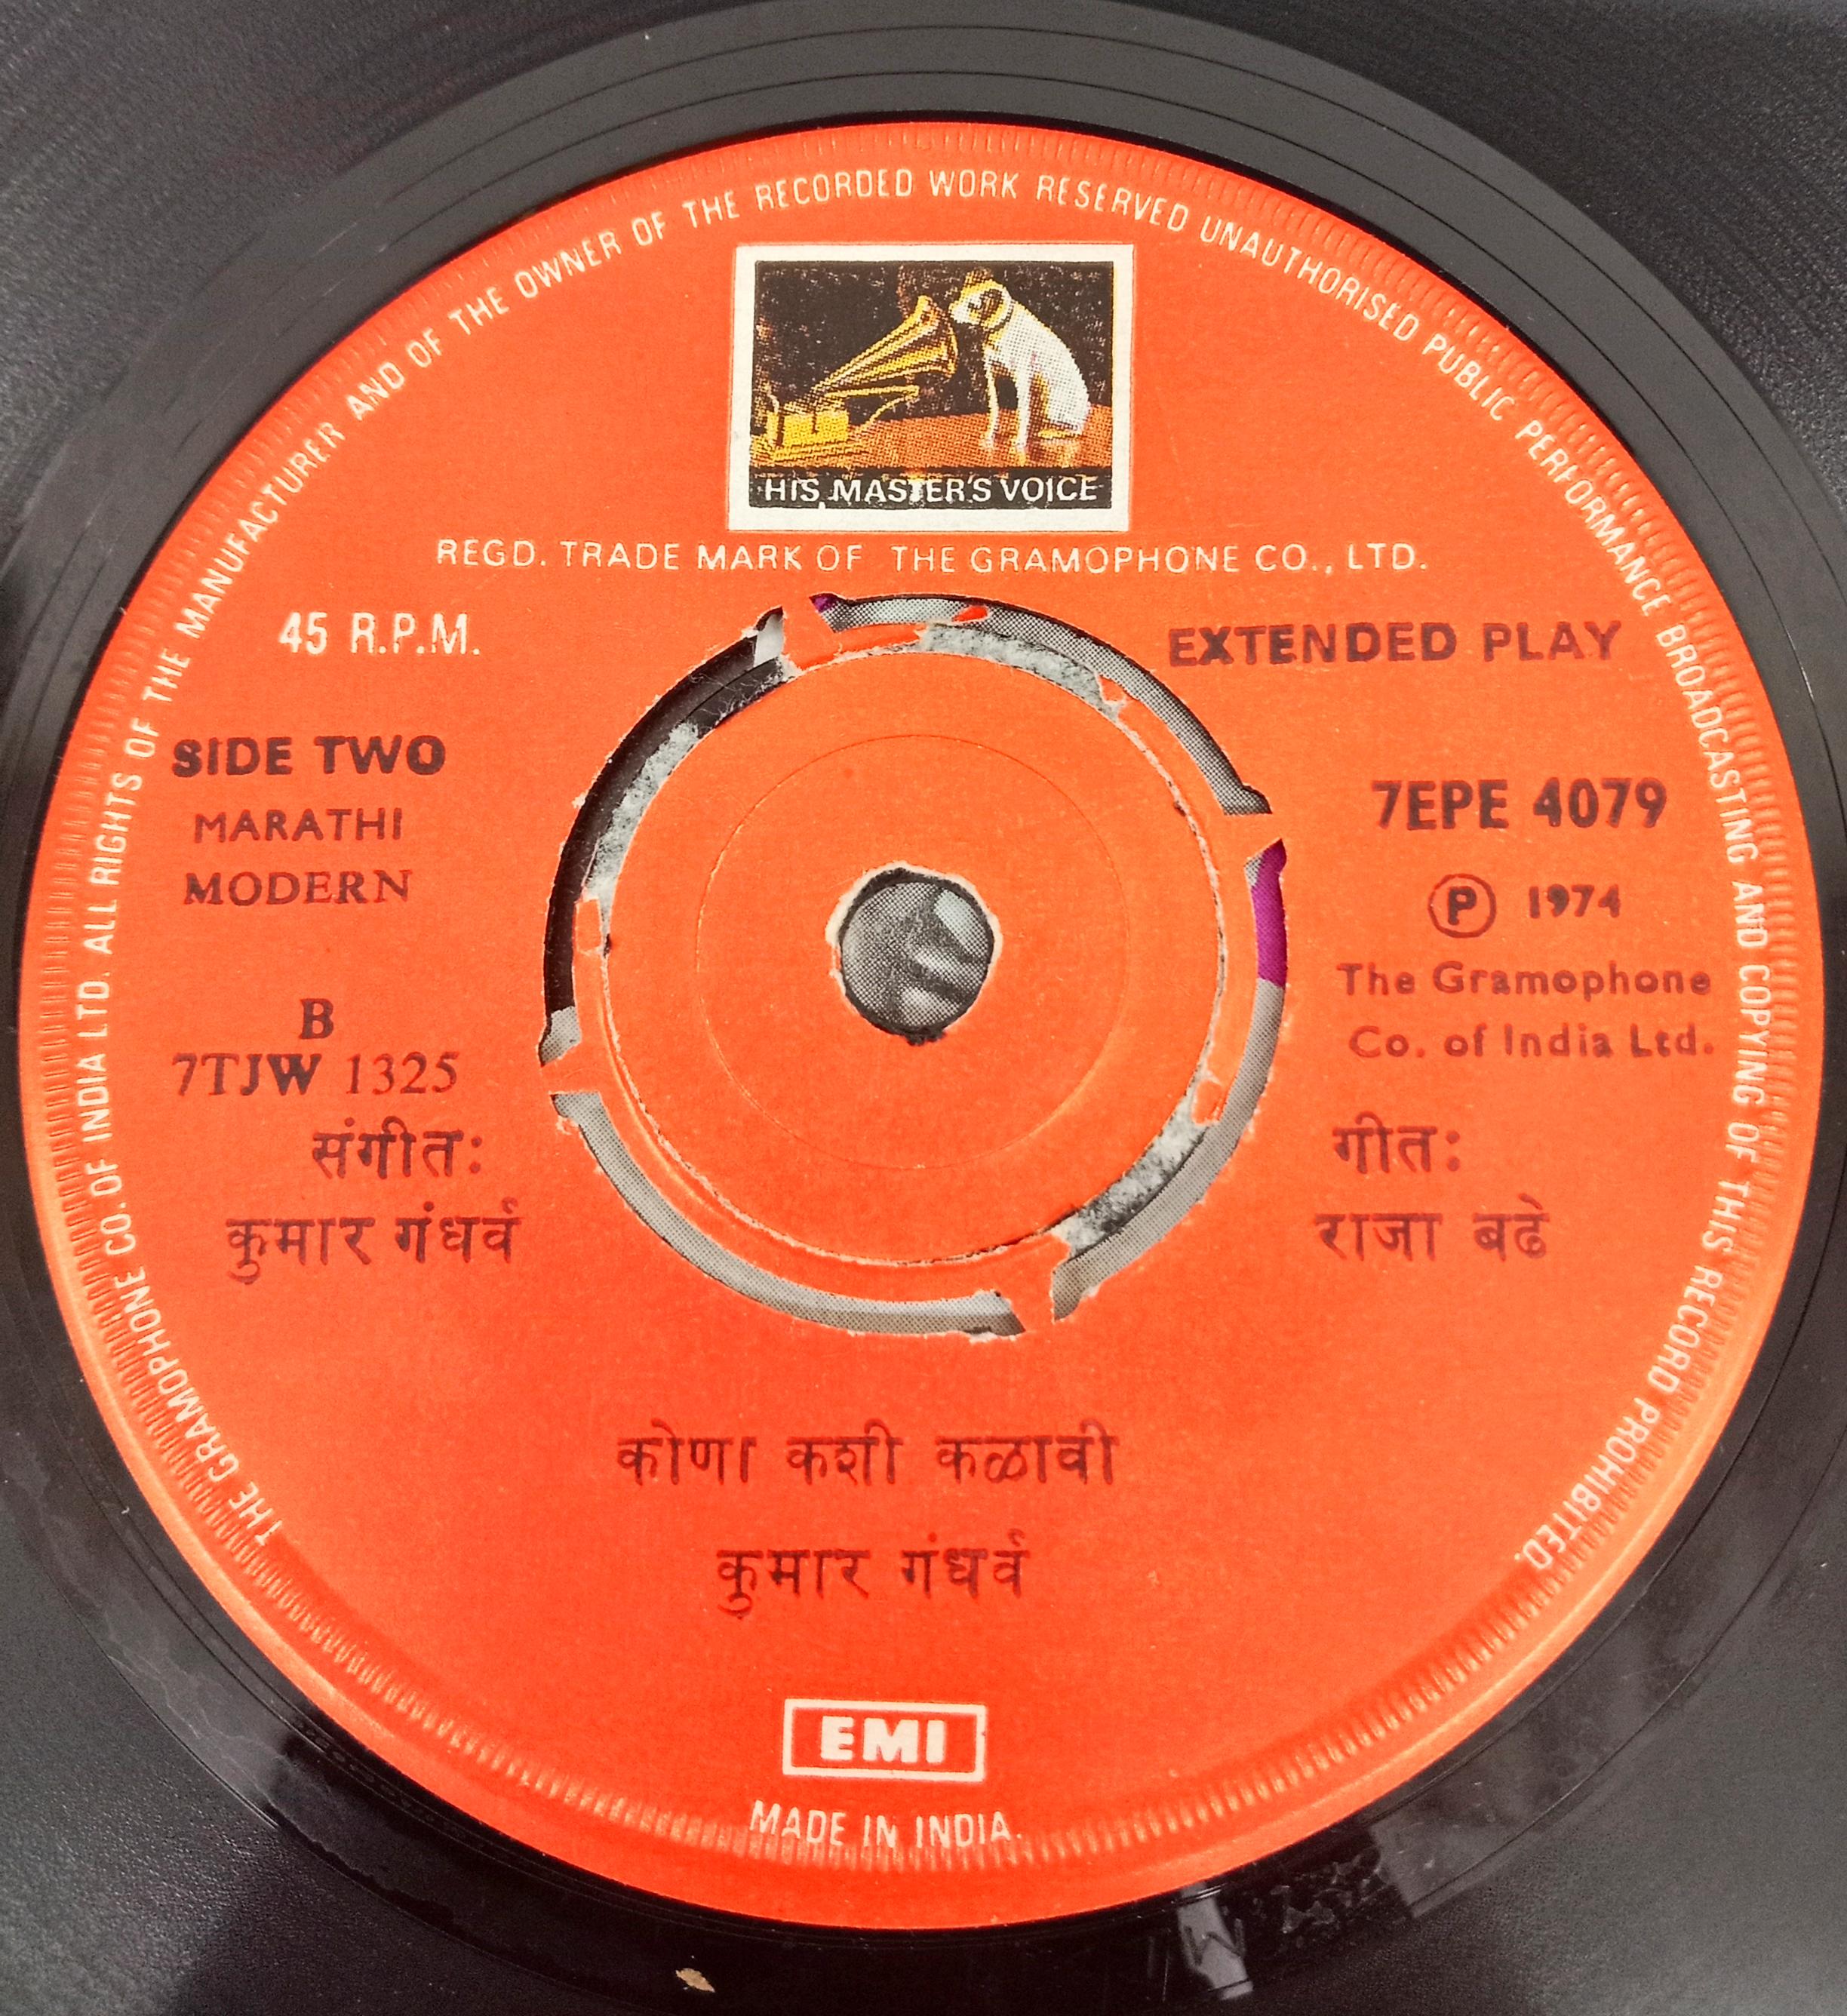 THE GRAMOPHONE CO. OF INDIA LTD. ALL RIGHTS OF THE MANUFACTURER AND OF THE OWNER OF THE RECORDED WORK RESERVED UNAUTHORISED PUBLIC PERFORMANCE BROADCASTING AND COPYING OF THIS RECORD PROHIBITED.
HIS MASTER'S VOICE
REGD. TRADE MARK OF THE GRAMOPHONE CO., LTD.
45 R.P.M.
EXTENDED PLAY
SIDE TWO
MARATHI
MODERN
7EPE 4079
Ⓟ 1974
The Gramophone
Co. of India Ltd.
B
7TJW 1325
संगीत:
कुमार गंधर्व
गीत:
राजा बढे
कोणा कशी कळावी
कुमार गंधर्व
EMI
MADE IN INDIA.